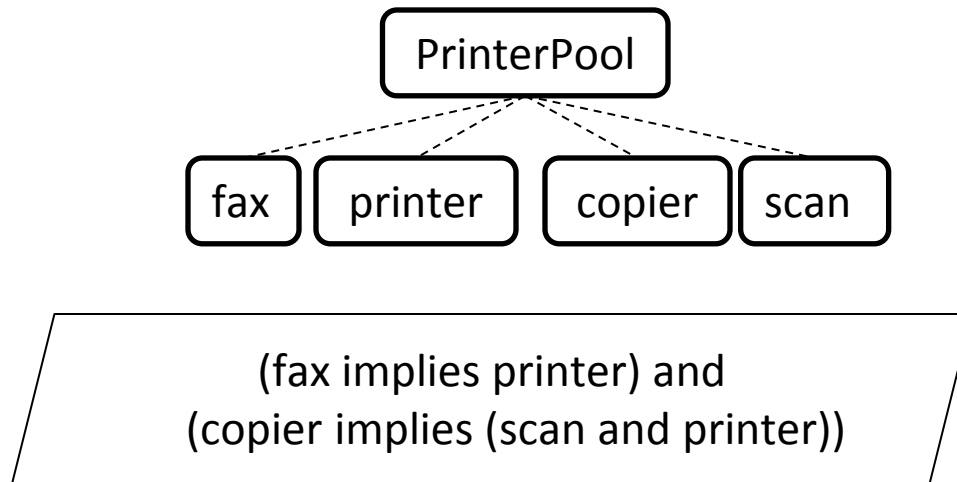 PrinterPool
fax printer copier scan
(fax implies printer) and
(copier implies (scan and printer))